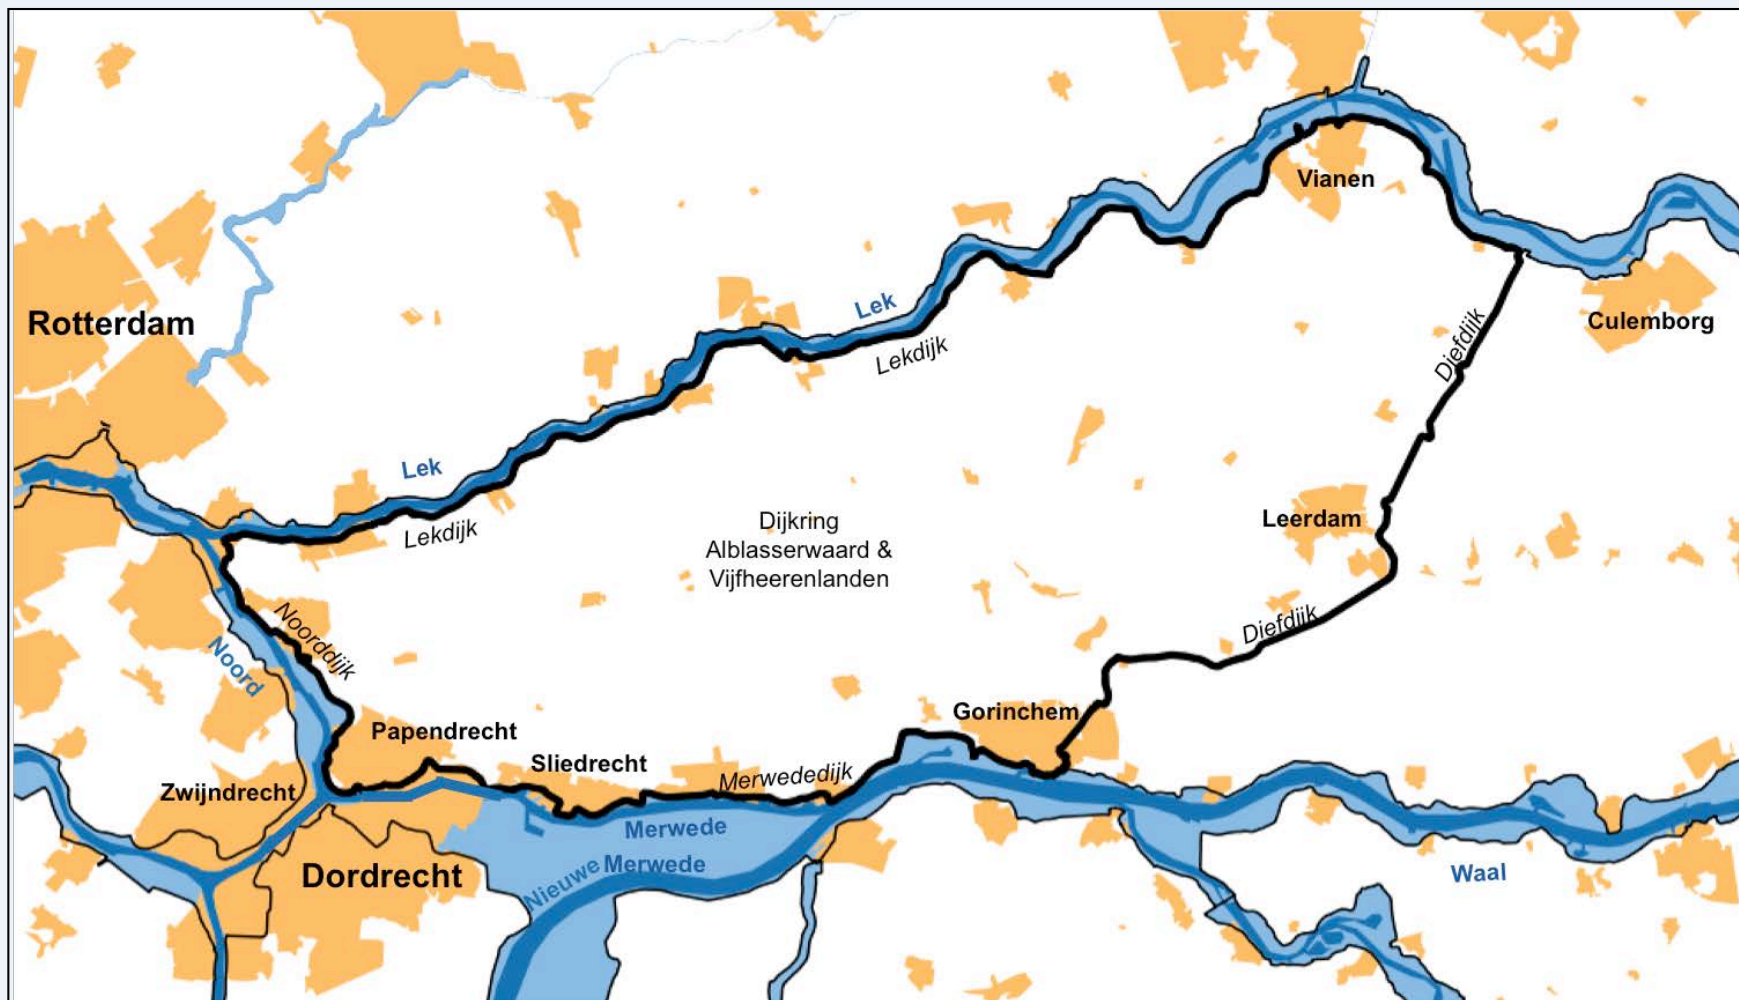 Vianen
Rotterdam
Lek
Lekdijk
Diefdijk
Culemborg
Lek
Lekdijk
Dijkring
Alblasserwaard &
Vijfheerenlanden
Leerdam
Noorddijk
Noord
Diefdijk
Papendrecht
Gorinchem
Sliedrecht
Merwededijk
Zwijndrecht
Merwede
Dordrecht
Nieuwe Merwede
Waal